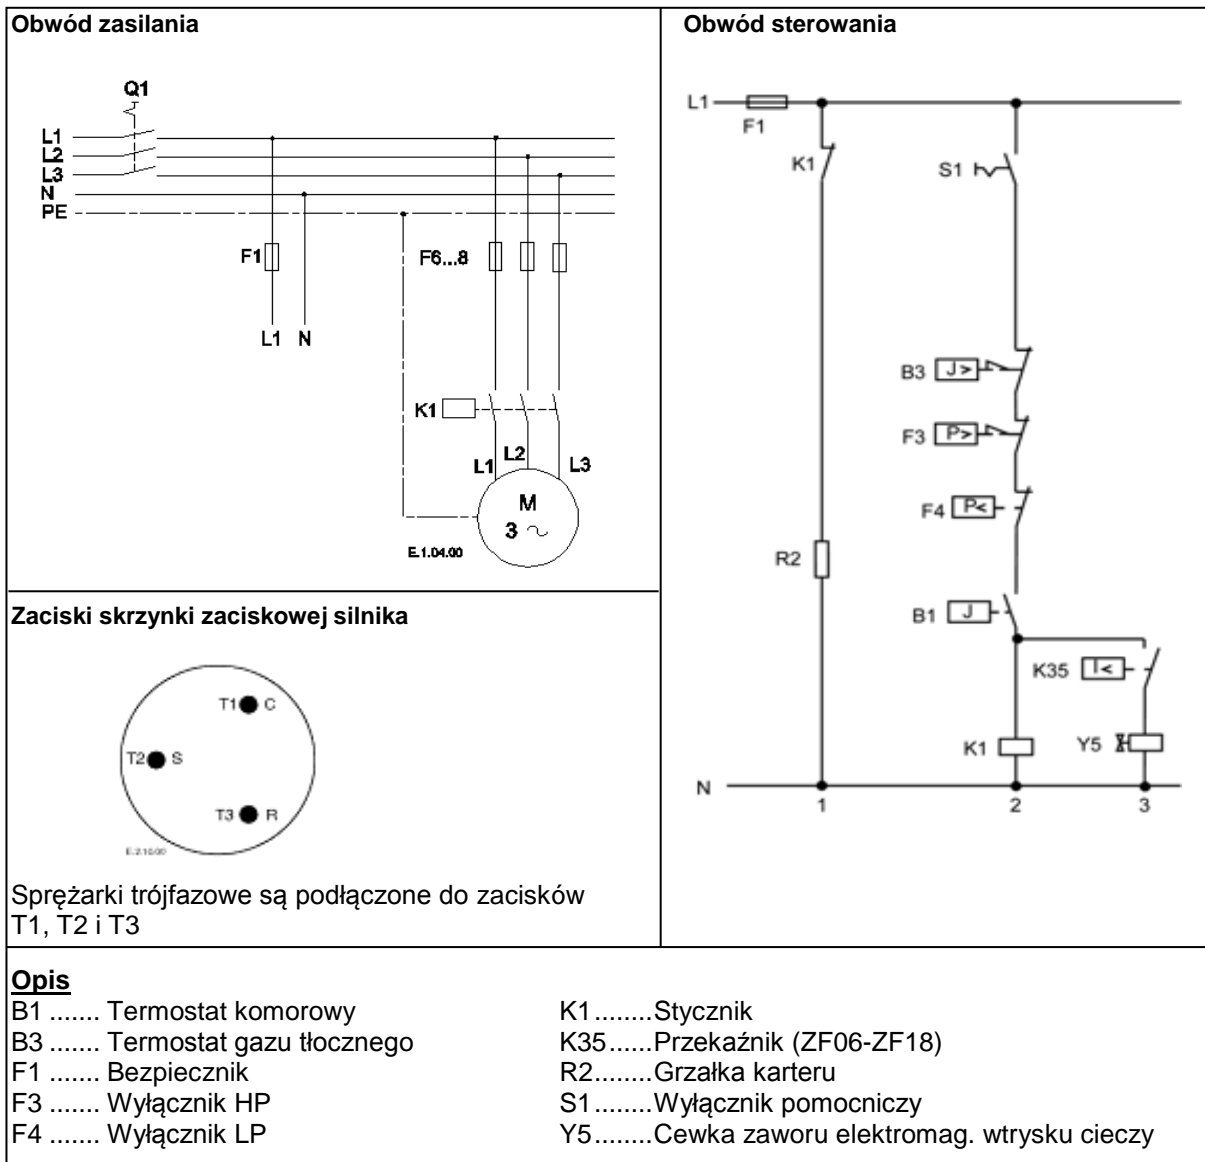 Obwód zasilania
Q1
L1
L2
L3
N
PE
F1
F6...8
L1 N
K1
L1
L2
L3
M
3 ~
E.1.04.00
Zaciski skrzynki zaciskowej silnika
T1 C
T2 S
T3 R
E.2.10.00
Sprężarki trójfazowe są podłączone do zacisków
T1, T2 i T3
Obwód sterowania
L1
F1
K1
S1
B3 J>
F3 P>
F4 P<
R2
B1 J
K35 I<
K1
Y5
N
1 2 3
Opis
B1 ....... Termostat komorowy
B3 ....... Termostat gazu tłocznego
F1 ....... Bezpiecznik
F3 ....... Wyłącznik HP
F4 ....... Wyłącznik LP
K1........Stycznik
K35......Przekaźnik (ZF06-ZF18)
R2........Grzałka karteru
S1........Wyłącznik pomocniczy
Y5........Cewka zaworu elektromag. wtrysku cieczy